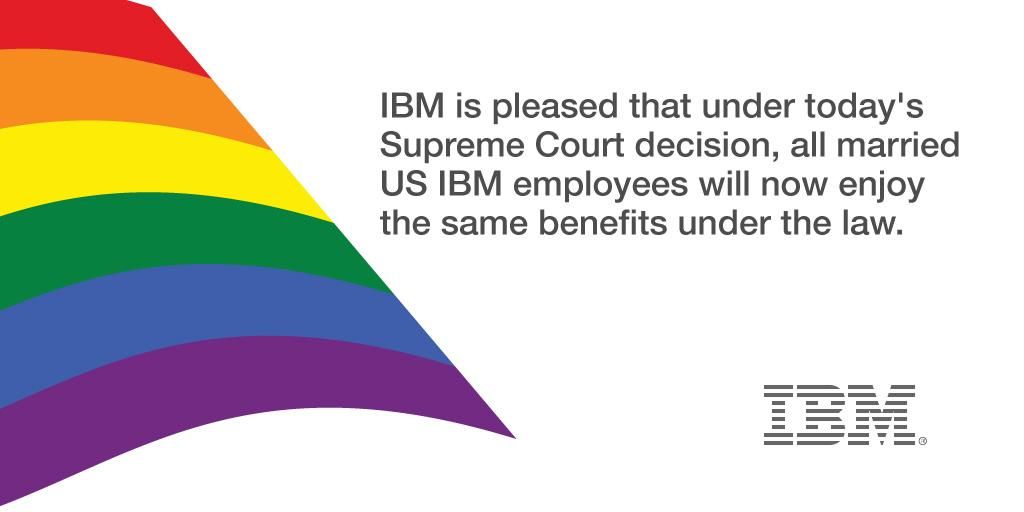 IBM is pleased that under today's
Supreme Court decision, all married
US IBM employees will now enjoy
the same benefits under the law.
IBM®